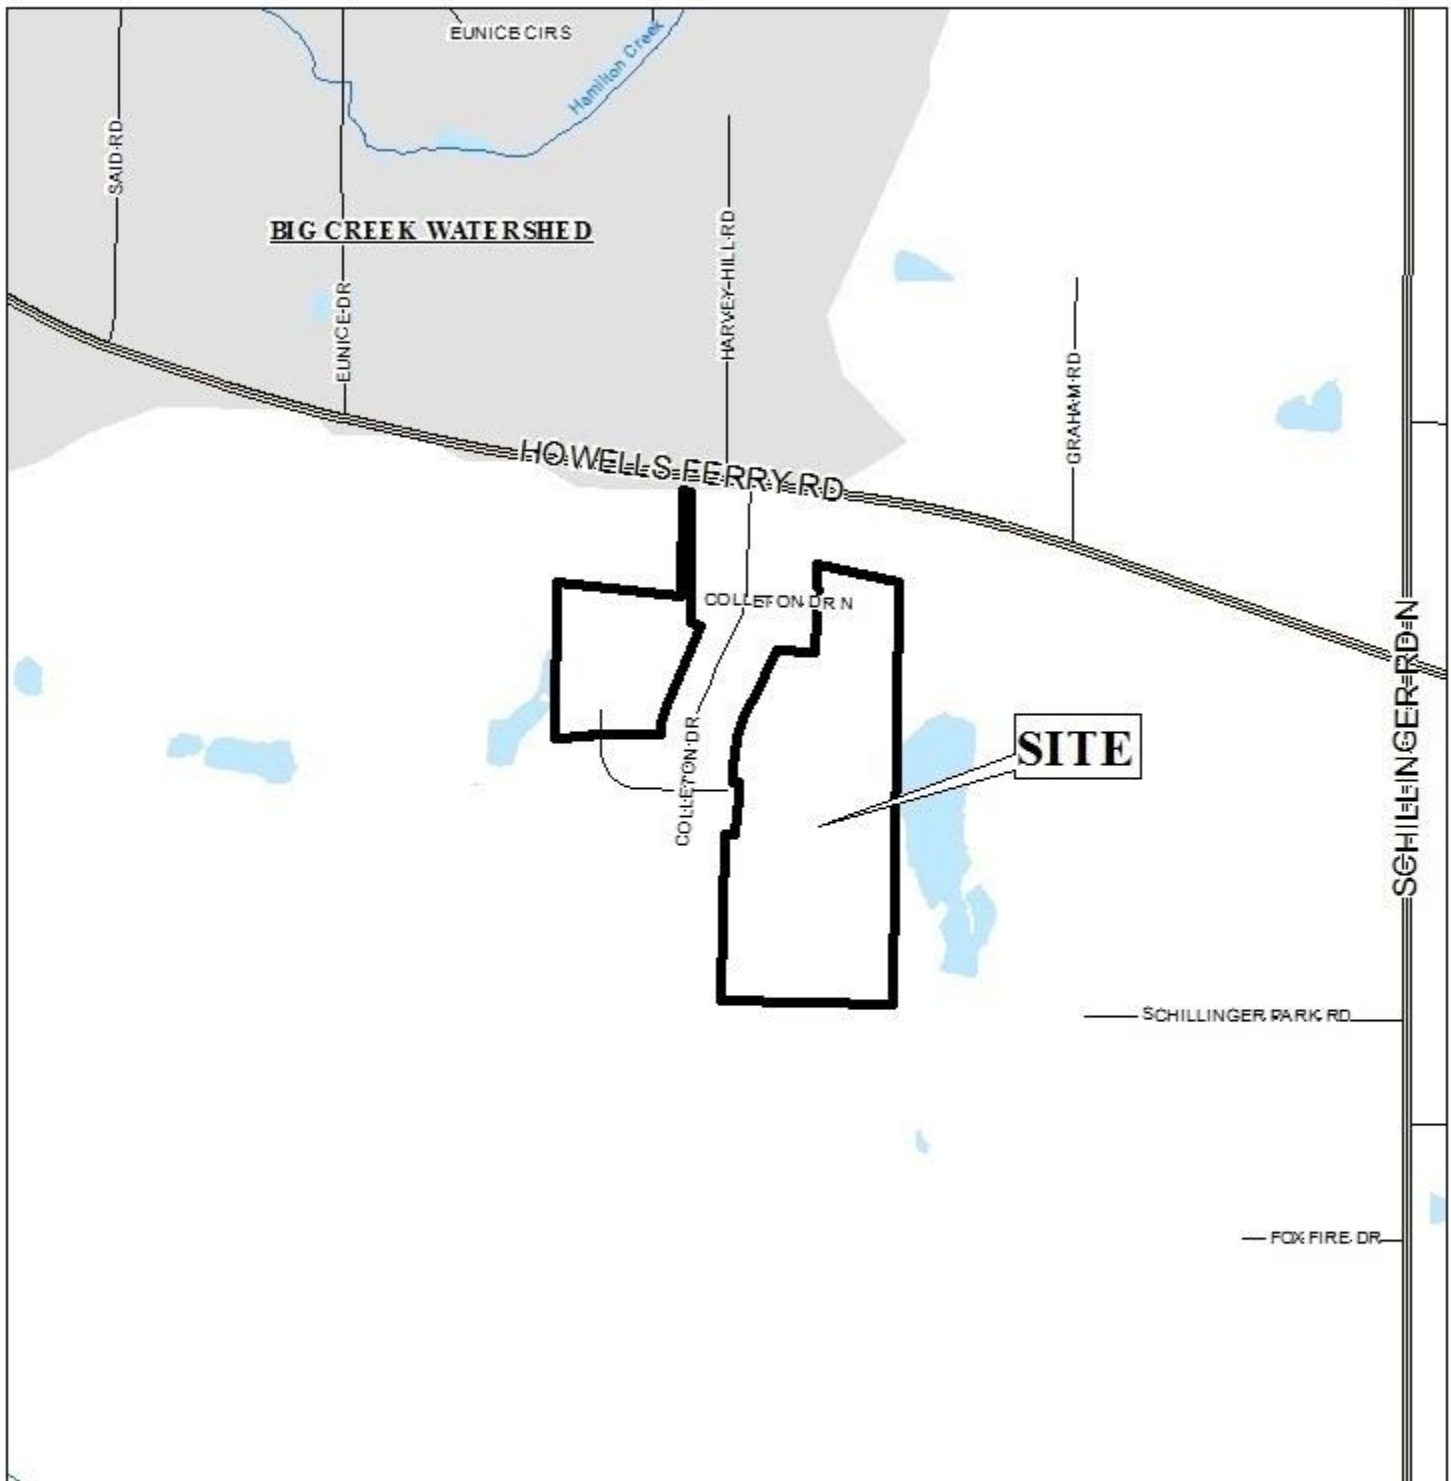 EUNICE CIR S
Hamilton Creek
SAID RD
BIG CREEK WATERSHED
EUNICE DR
HARVEY HILL RD
GRAHAM RD
HOWELLS FERRY RD
COLLETON DR N
SCHILLINGER RD N
SITE
COLLETON DR
SCHILLINGER PARK RD
FOX FIRE DR